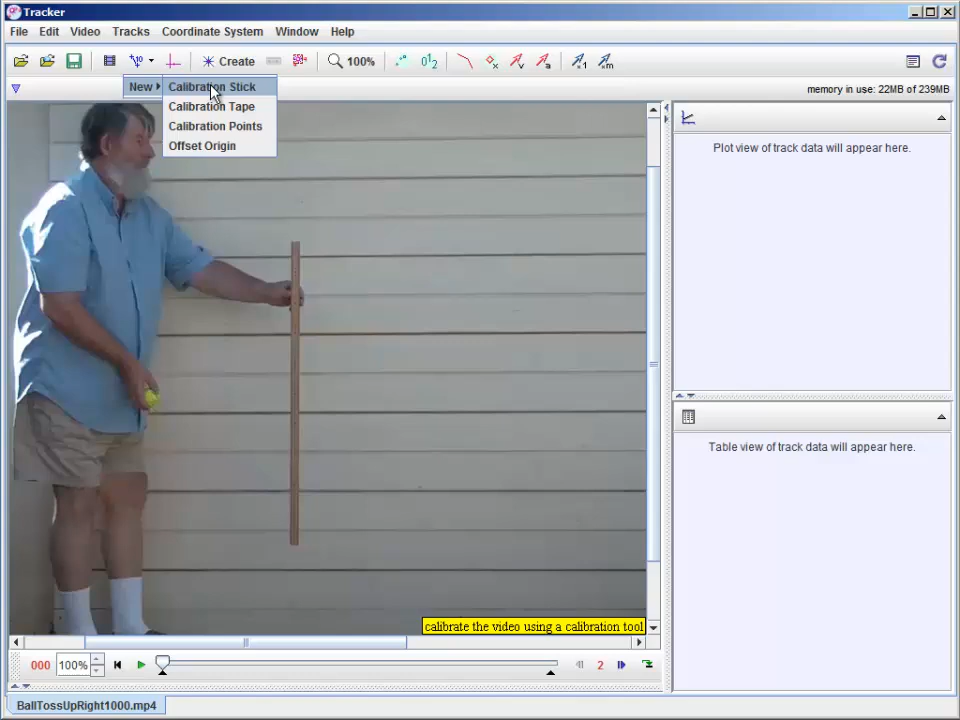 Tracker
File Edit Video Tracks Coordinate System Window Help
Create 100%
New Calibration Stick
memory in use: 22MB of 239MB
Calibration Tape
Calibration Points
Offset Origin
Plot view of track data will appear here.
Table view of track data will appear here.
calibrate the video using a calibration tool
000 100% 2
BallTossUpRight1000.mp4